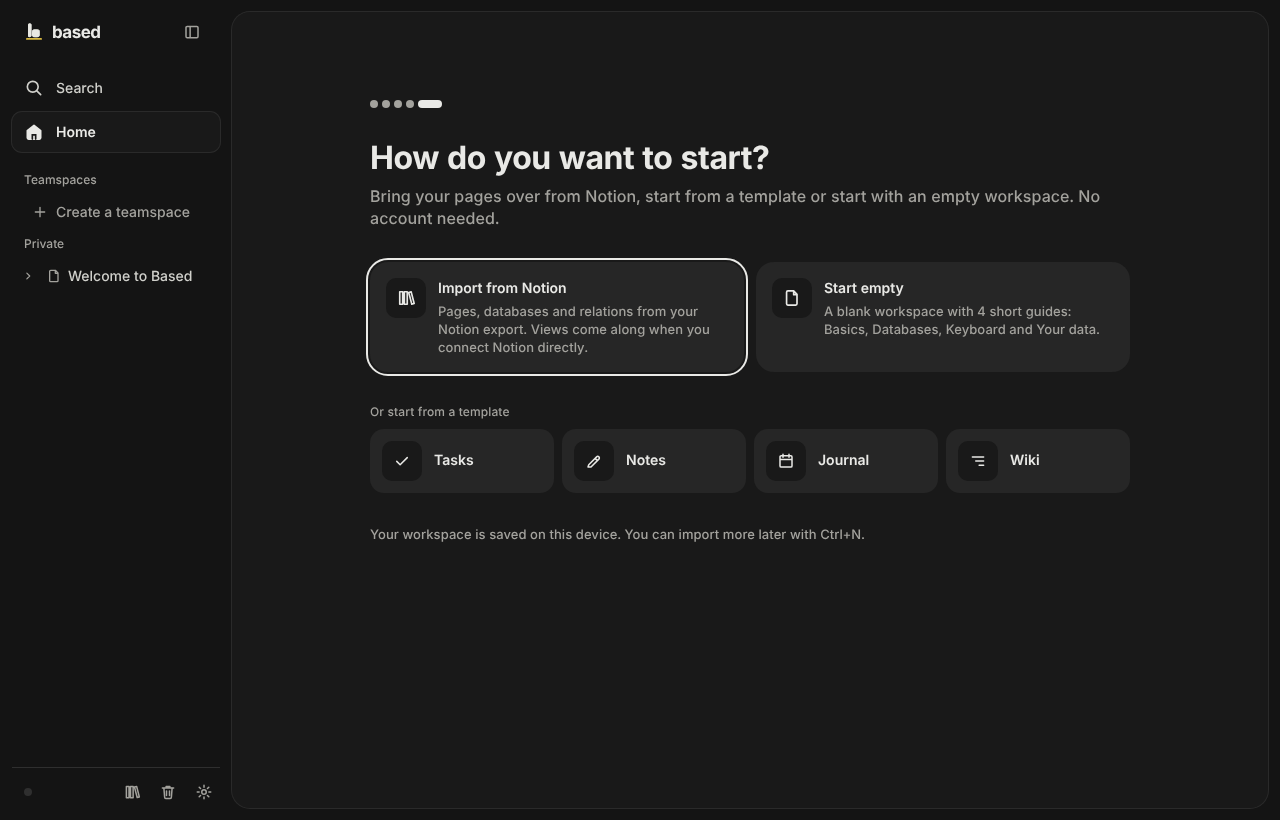 based
Search
Home
Teamspaces
Create a teamspace
Private
Welcome to Based
How do you want to start?
Bring your pages over from Notion, start from a template or start with an empty workspace. No
account needed.
Import from Notion
Pages, databases and relations from your
Notion export. Views come along when you
connect Notion directly.
Start empty
A blank workspace with 4 short guides:
Basics, Databases, Keyboard and Your data.
Or start from a template
Tasks
Notes
Journal
Wiki
Your workspace is saved on this device. You can import more later with Ctrl+N.